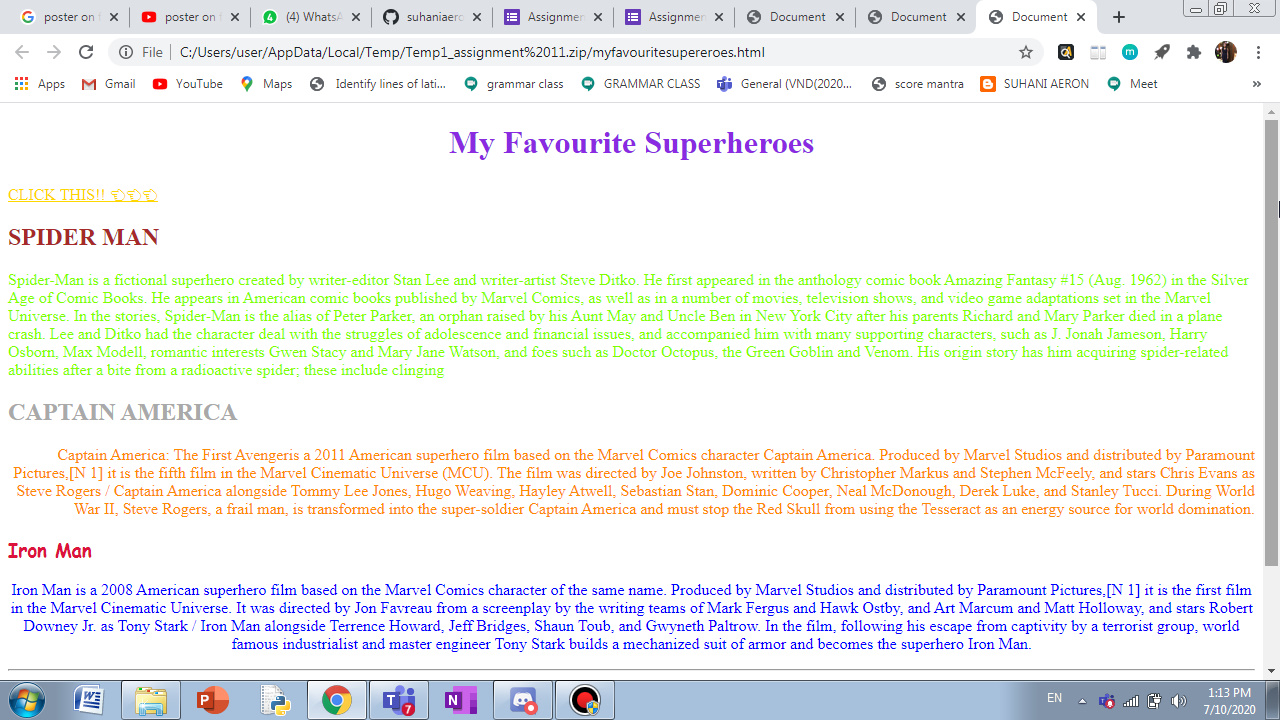 poster on t
poster on t
(4) WhatsA
suhaniaerc
Assignmen
Assignmen
Document
Document
Document
File
C:/Users/user/AppData/Local/Temp/Temp1_assignment%2011.zip/myfavouritesupereroes.html
Apps
Gmail
YouTube
Maps
Identify lines of lati...
grammar class
GRAMMAR CLASS
General (VND(2020...
score mantra
SUHANI AERON
Meet
»
My Favourite Superheroes
CLICK THIS!! 👈👈👈
SPIDER MAN
Spider-Man is a fictional superhero created by writer-editor Stan Lee and writer-artist Steve Ditko. He first appeared in the anthology comic book Amazing Fantasy #15 (Aug. 1962) in the Silver
Age of Comic Books. He appears in American comic books published by Marvel Comics, as well as in a number of movies, television shows, and video game adaptations set in the Marvel
Universe. In the stories, Spider-Man is the alias of Peter Parker, an orphan raised by his Aunt May and Uncle Ben in New York City after his parents Richard and Mary Parker died in a plane
crash. Lee and Ditko had the character deal with the struggles of adolescence and financial issues, and accompanied him with many supporting characters, such as J. Jonah Jameson, Harry
Osborn, Max Modell, romantic interests Gwen Stacy and Mary Jane Watson, and foes such as Doctor Octopus, the Green Goblin and Venom. His origin story has him acquiring spider-related
abilities after a bite from a radioactive spider; these include clinging
CAPTAIN AMERICA
Captain America: The First Avengeris a 2011 American superhero film based on the Marvel Comics character Captain America. Produced by Marvel Studios and distributed by Paramount
Pictures,[N 1] it is the fifth film in the Marvel Cinematic Universe (MCU). The film was directed by Joe Johnston, written by Christopher Markus and Stephen McFeely, and stars Chris Evans as
Steve Rogers / Captain America alongside Tommy Lee Jones, Hugo Weaving, Hayley Atwell, Sebastian Stan, Dominic Cooper, Neal McDonough, Derek Luke, and Stanley Tucci. During World
War II, Steve Rogers, a frail man, is transformed into the super-soldier Captain America and must stop the Red Skull from using the Tesseract as an energy source for world domination.
Iron Man
Iron Man is a 2008 American superhero film based on the Marvel Comics character of the same name. Produced by Marvel Studios and distributed by Paramount Pictures,[N 1] it is the first film
in the Marvel Cinematic Universe. It was directed by Jon Favreau from a screenplay by the writing teams of Mark Fergus and Hawk Ostby, and Art Marcum and Matt Holloway, and stars Robert
Downey Jr. as Tony Stark / Iron Man alongside Terrence Howard, Jeff Bridges, Shaun Toub, and Gwyneth Paltrow. In the film, following his escape from captivity by a terrorist group, world
famous industrialist and master engineer Tony Stark builds a mechanized suit of armor and becomes the superhero Iron Man.
7
EN
1:13 PM
7/10/2020